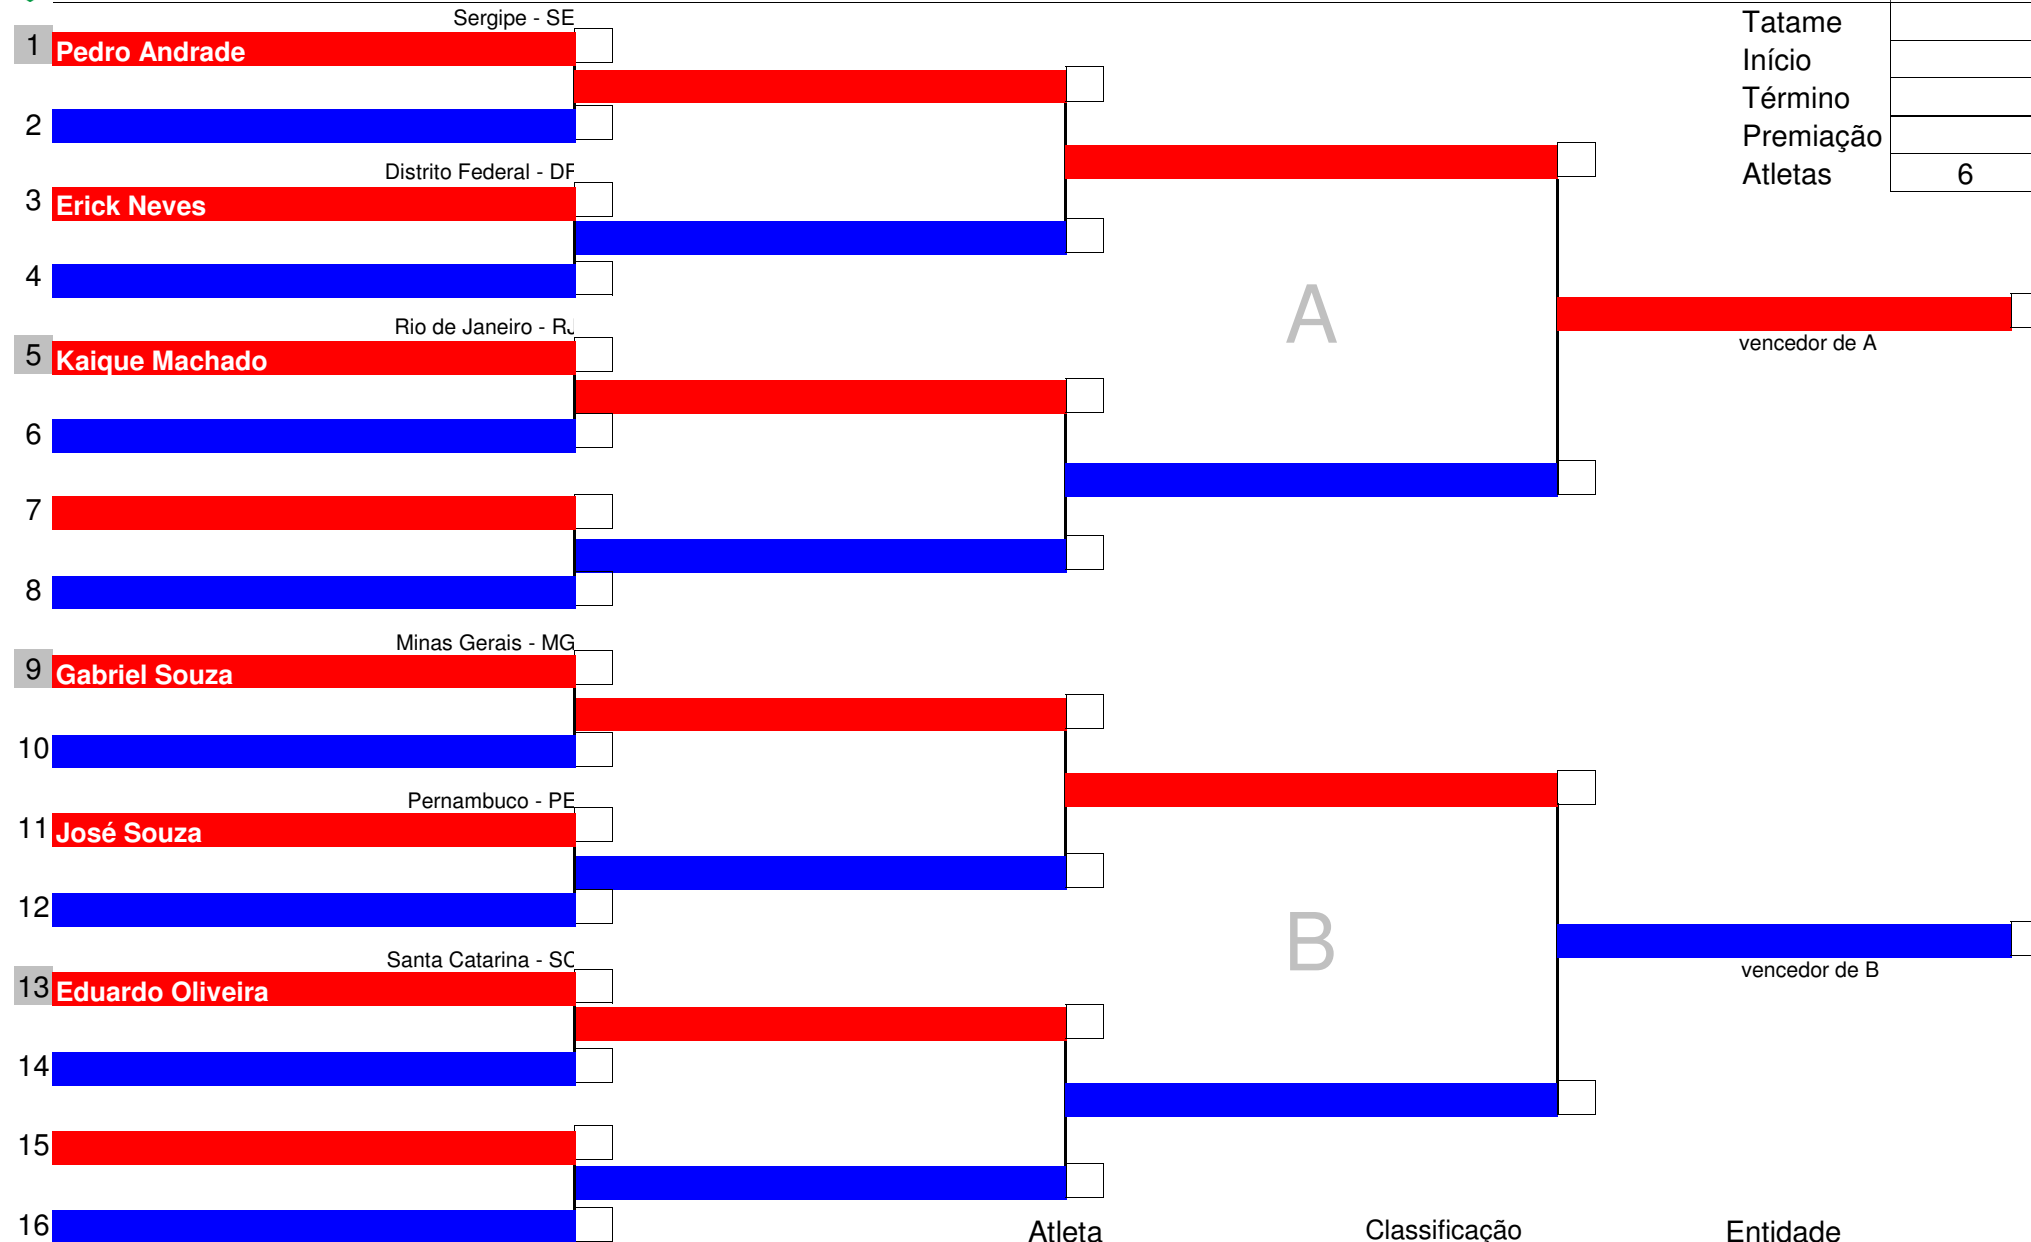 Sergipe - SE
1 Pedro Andrade
2
Distrito Federal - DF
3 Erick Neves
4
Rio de Janeiro - RJ
5 Kaique Machado
6
7
8
Minas Gerais - MG
9 Gabriel Souza
10
Pernambuco - PE
11 José Souza
12
Santa Catarina - SC
13 Eduardo Oliveira
14
15
16
A
B
Tatame
Início
Término
Premiação
Atletas 6
vencedor de A
vencedor de B
Atleta Classificação Entidade